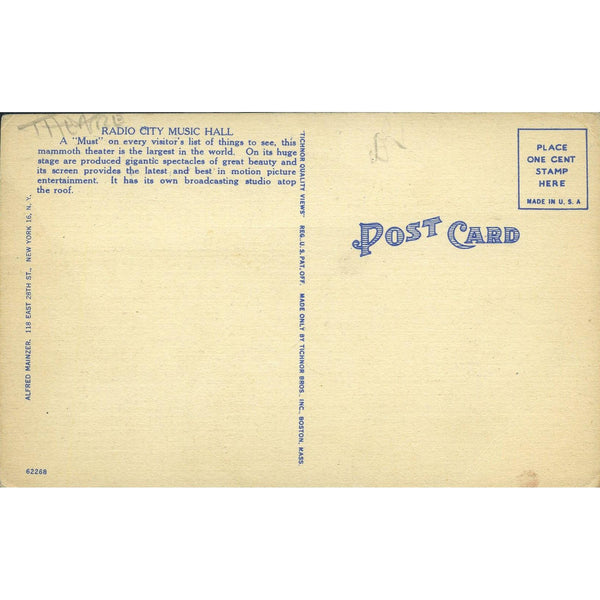 THEATRE
RADIO CITY MUSIC HALL
A "Must" on every visitor's list of things to see, this
mammoth theater is the largest in the world. On its huge
stage are produced gigantic spectacles of great beauty and
its screen provides the latest and best in motion picture
entertainment. It has its own broadcasting studio atop
the roof.
ALFRED MAINZER, 118 EAST 28TH ST., NEW YORK 16, N. Y.
62268
"TICHNOR QUALITY VIEWS" REG. U. S. PAT. OFF. MADE ONLY BY TICHNOR BROS., INC., BOSTON, MASS.
POST CARD
PLACE
ONE CENT
STAMP
HERE
MADE IN U. S. A